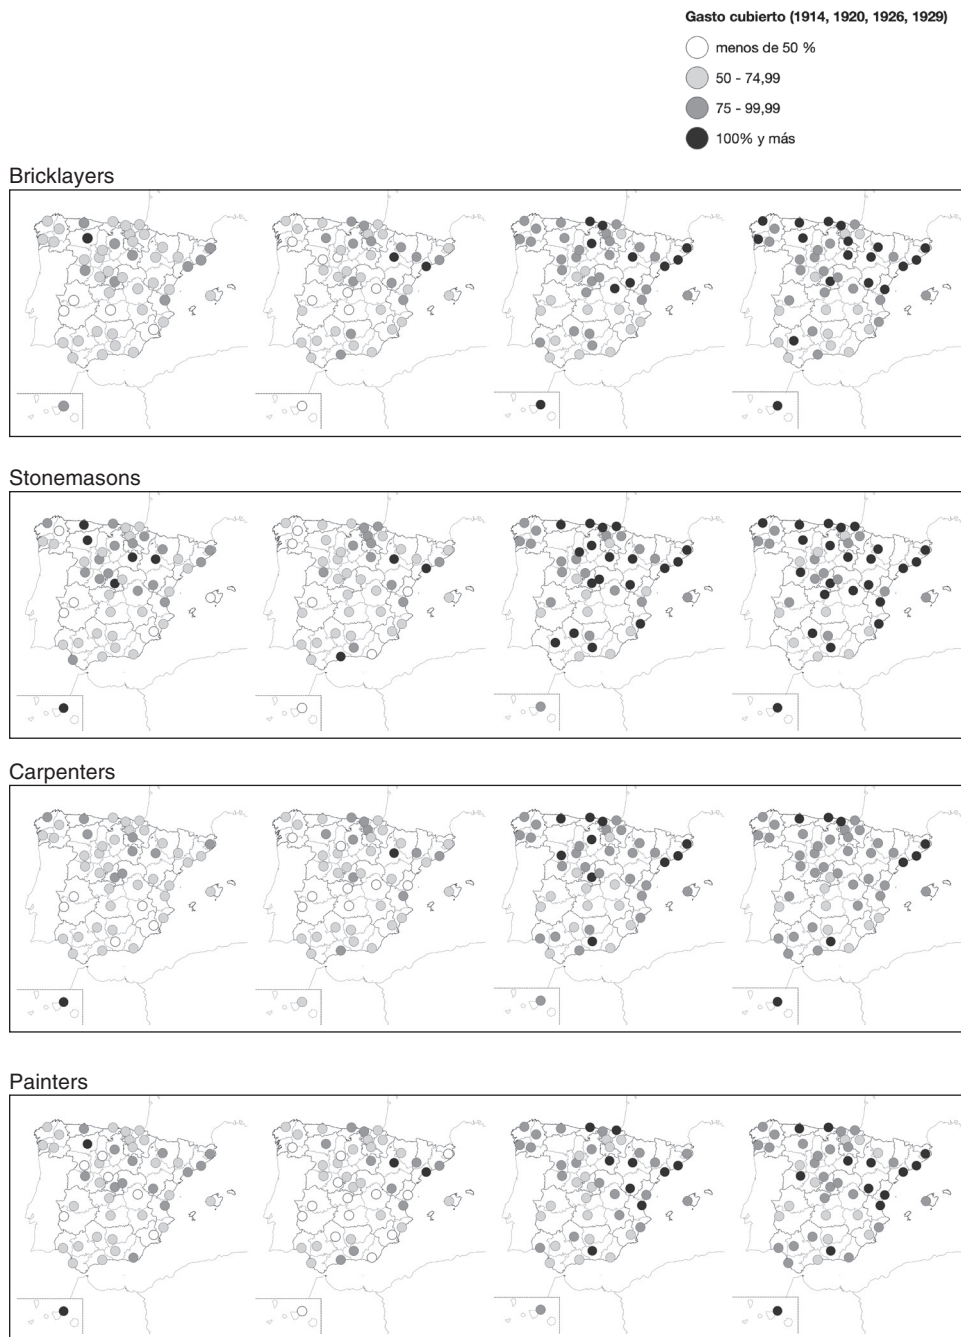 Gasto cubierto (1914, 1920, 1926, 1929)
menos de 50 %
50 - 74,99
75 - 99,99
100% y más
Bricklayers
Stonemasons
Carpenters
Painters